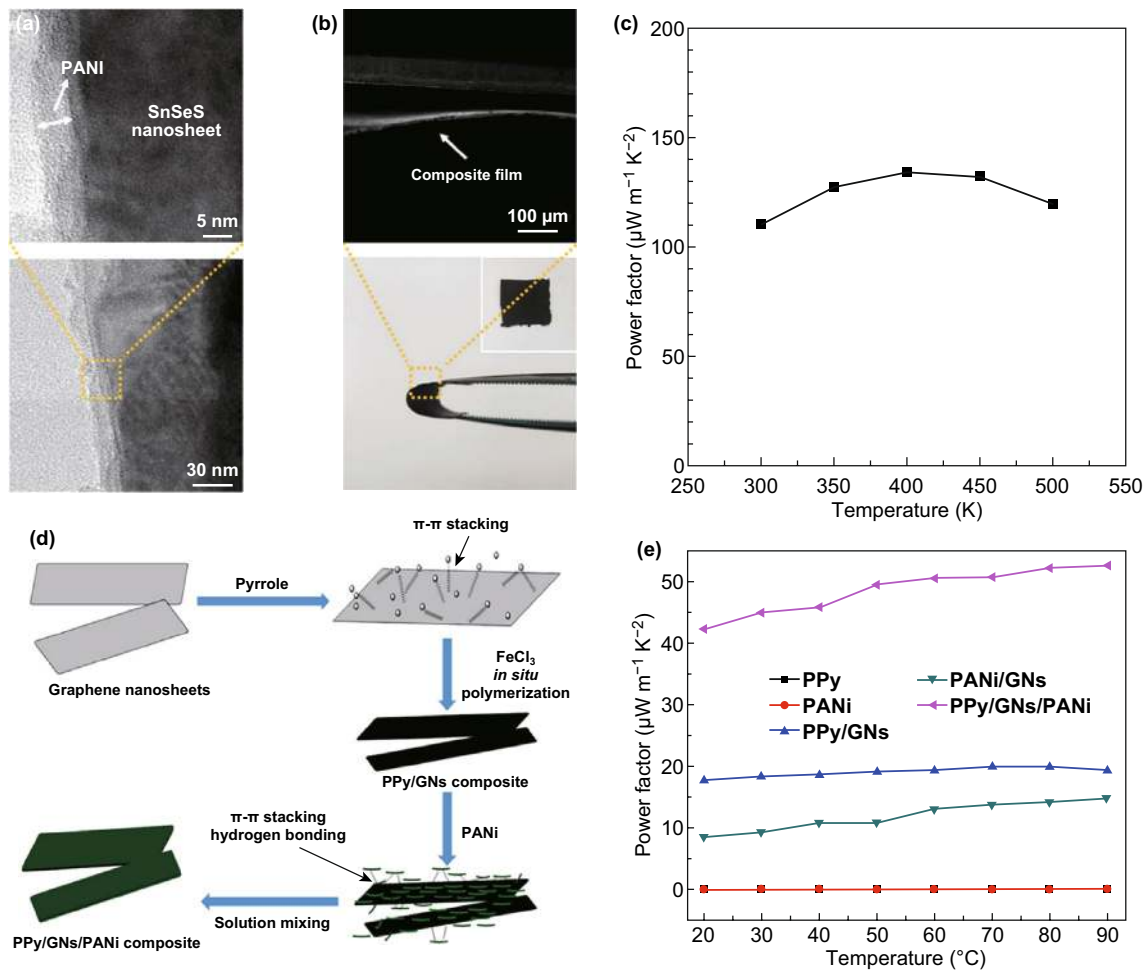 (a)
PANI
SnSeS
nanosheet
5 nm
30 nm
(b)
Composite film
100 µm
(c)
200
150
100
50
0
Power factor (µW m⁻¹ K⁻²)
250 300 350 400 450 500 550
Temperature (K)
(d)
π-π stacking
Pyrrole
Graphene nanosheets
FeCl₃
in situ
polymerization
PPy/GNs composite
π-π stacking
hydrogen bonding
PANi
Solution mixing
PPy/GNs/PANi composite
(e)
50
40
30
20
10
0
Power factor (µW m⁻¹ K⁻²)
PPy
PANi
PPy/GNs
PANi/GNs
PPy/GNs/PANi
20 30 40 50 60 70 80 90
Temperature (°C)